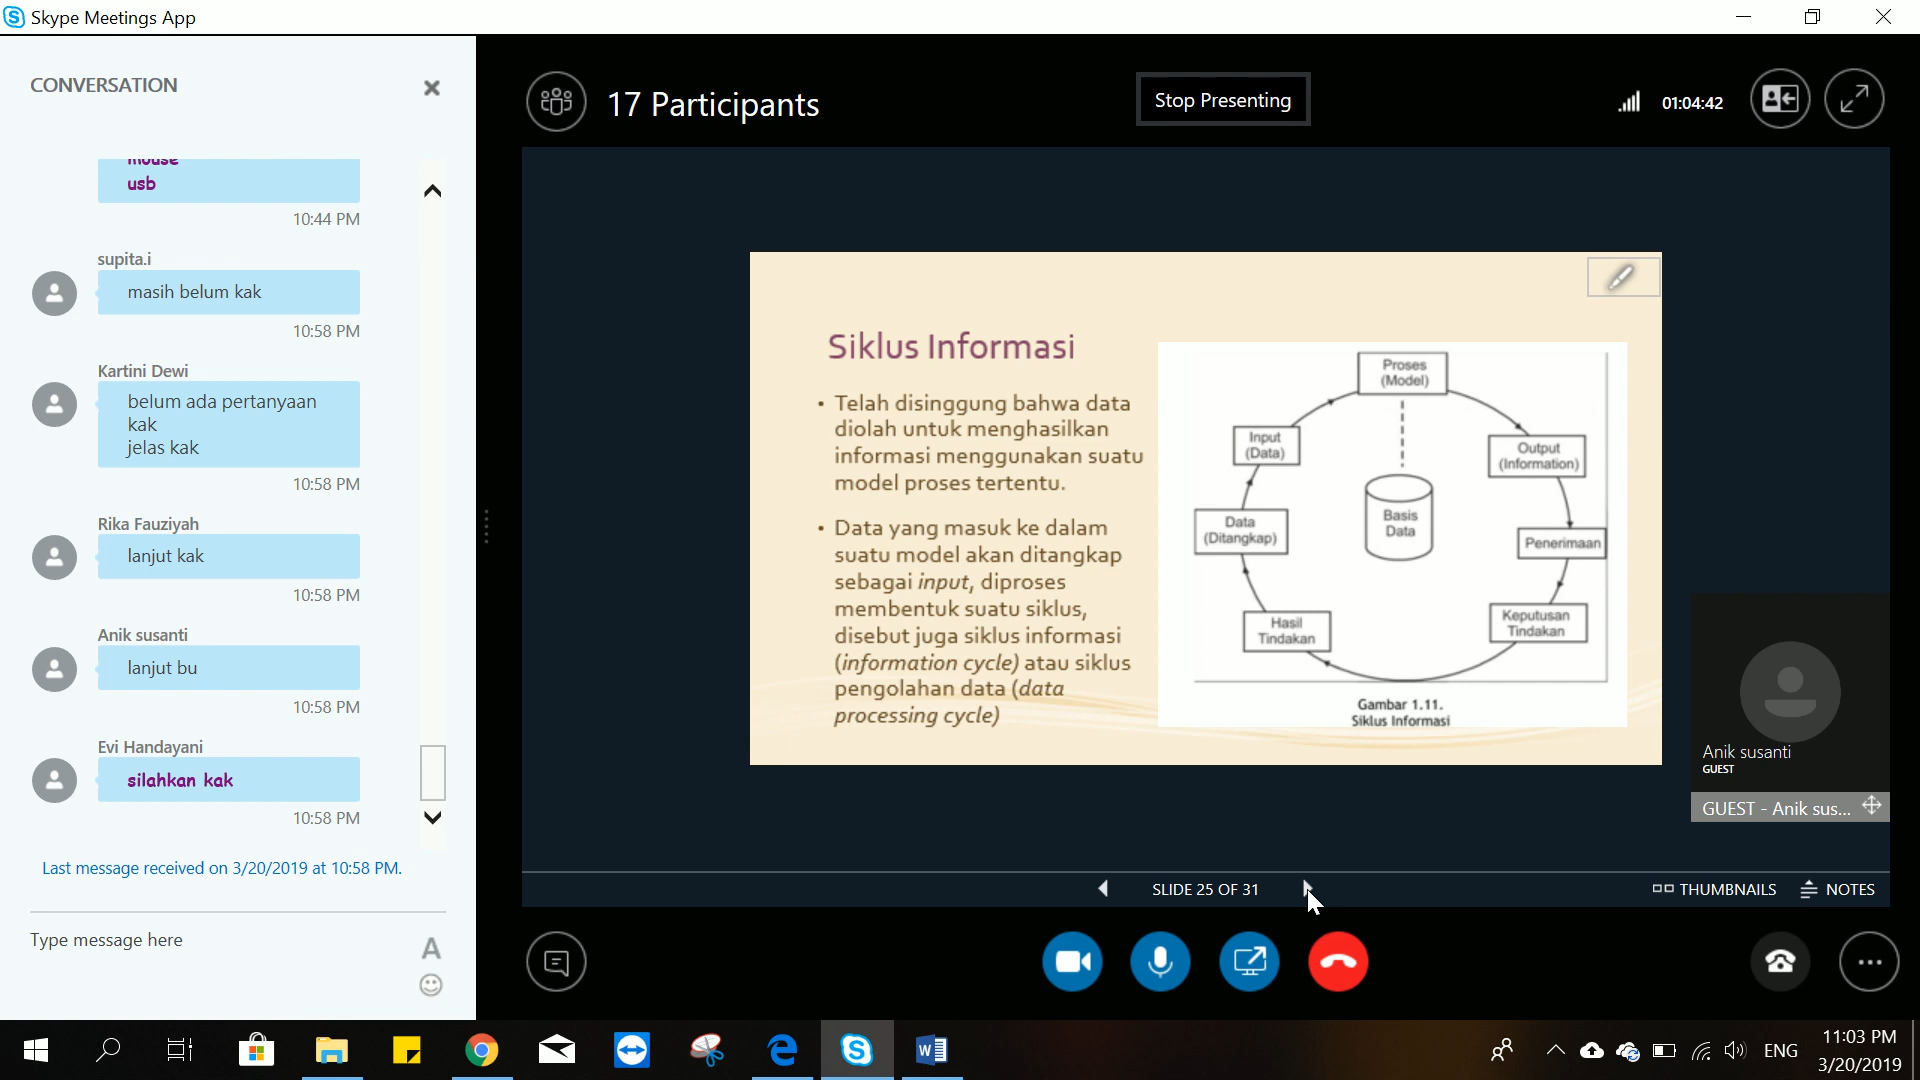 Skype Meetings App
CONVERSATION
mouse
usb
10:44 PM
supita.i
masih belum kak
10:58 PM
Kartini Dewi
belum ada pertanyaan
kak
jelas kak
10:58 PM
Rika Fauziyah
lanjut kak
10:58 PM
Anik susanti
lanjut bu
10:58 PM
Evi Handayani
silahkan kak
10:58 PM
Last message received on 3/20/2019 at 10:58 PM.
Type message here
A
17 Participants
Stop Presenting
01:04:42
Siklus Informasi
• Telah disinggung bahwa data
diolah untuk menghasilkan
informasi menggunakan suatu
model proses tertentu.
• Data yang masuk ke dalam
suatu model akan ditangkap
sebagai input, diproses
membentuk suatu siklus,
disebut juga siklus informasi
(information cycle) atau siklus
pengolahan data (data
processing cycle)
Proses
(Model)
Input
(Data)
Output
(Information)
Data
(Ditangkap)
Basis
Data
Penerimaan
Hasil
Tindakan
Keputusan
Tindakan
Gambar 1.11.
Siklus Informasi
Anik susanti
GUEST
GUEST - Anik sus...
SLIDE 25 OF 31
THUMBNAILS
NOTES
ENG
11:03 PM
3/20/2019